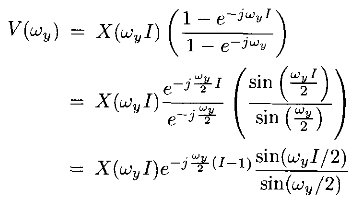 V(ω_y) = X(ω_y I) ( (1 − e^{−jω_y I}) / (1 − e^{−jω_y}) )
= X(ω_y I) (e^{−j (ω_y/2) I} / e^{−j (ω_y/2)}) ( sin (ω_y I / 2) / sin (ω_y / 2) )
= X(ω_y I) e^{−j (ω_y/2) (I−1)} sin(ω_y I/2) / sin(ω_y/2)